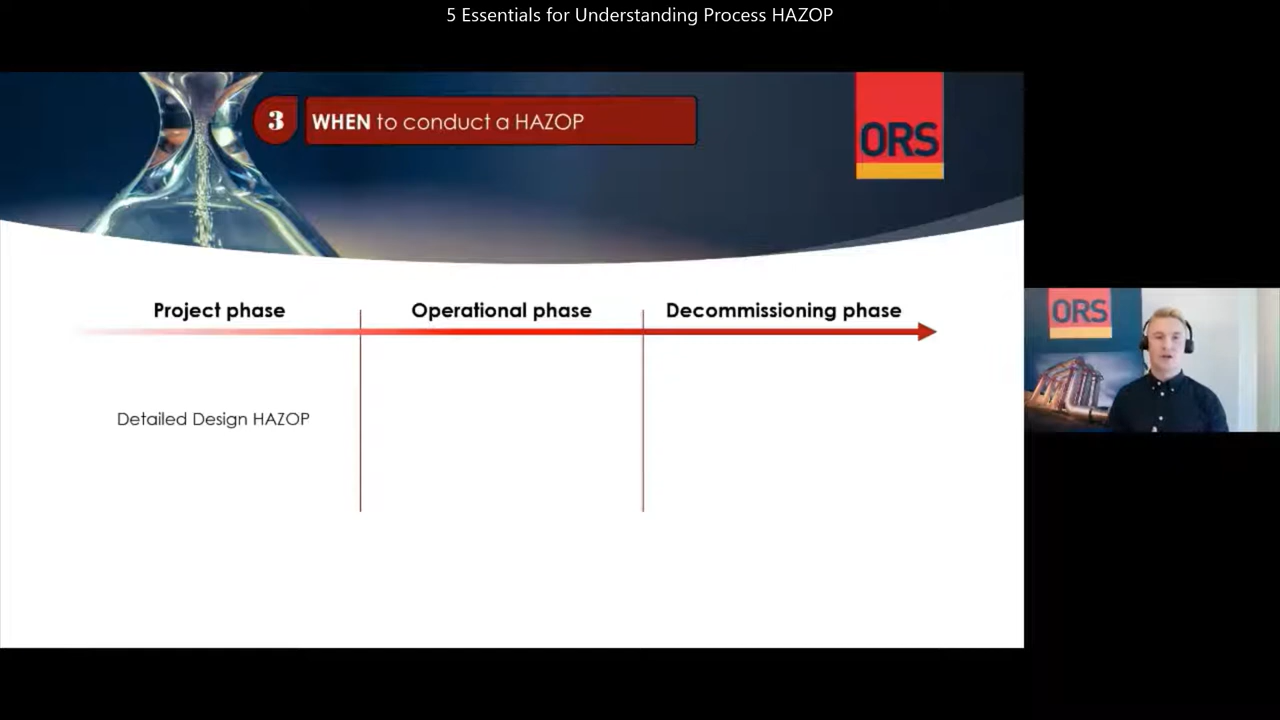 5 Essentials for Understanding Process HAZOP
3 WHEN to conduct a HAZOP
ORS
Project phase
Operational phase
Decommissioning phase
Detailed Design HAZOP
ORS